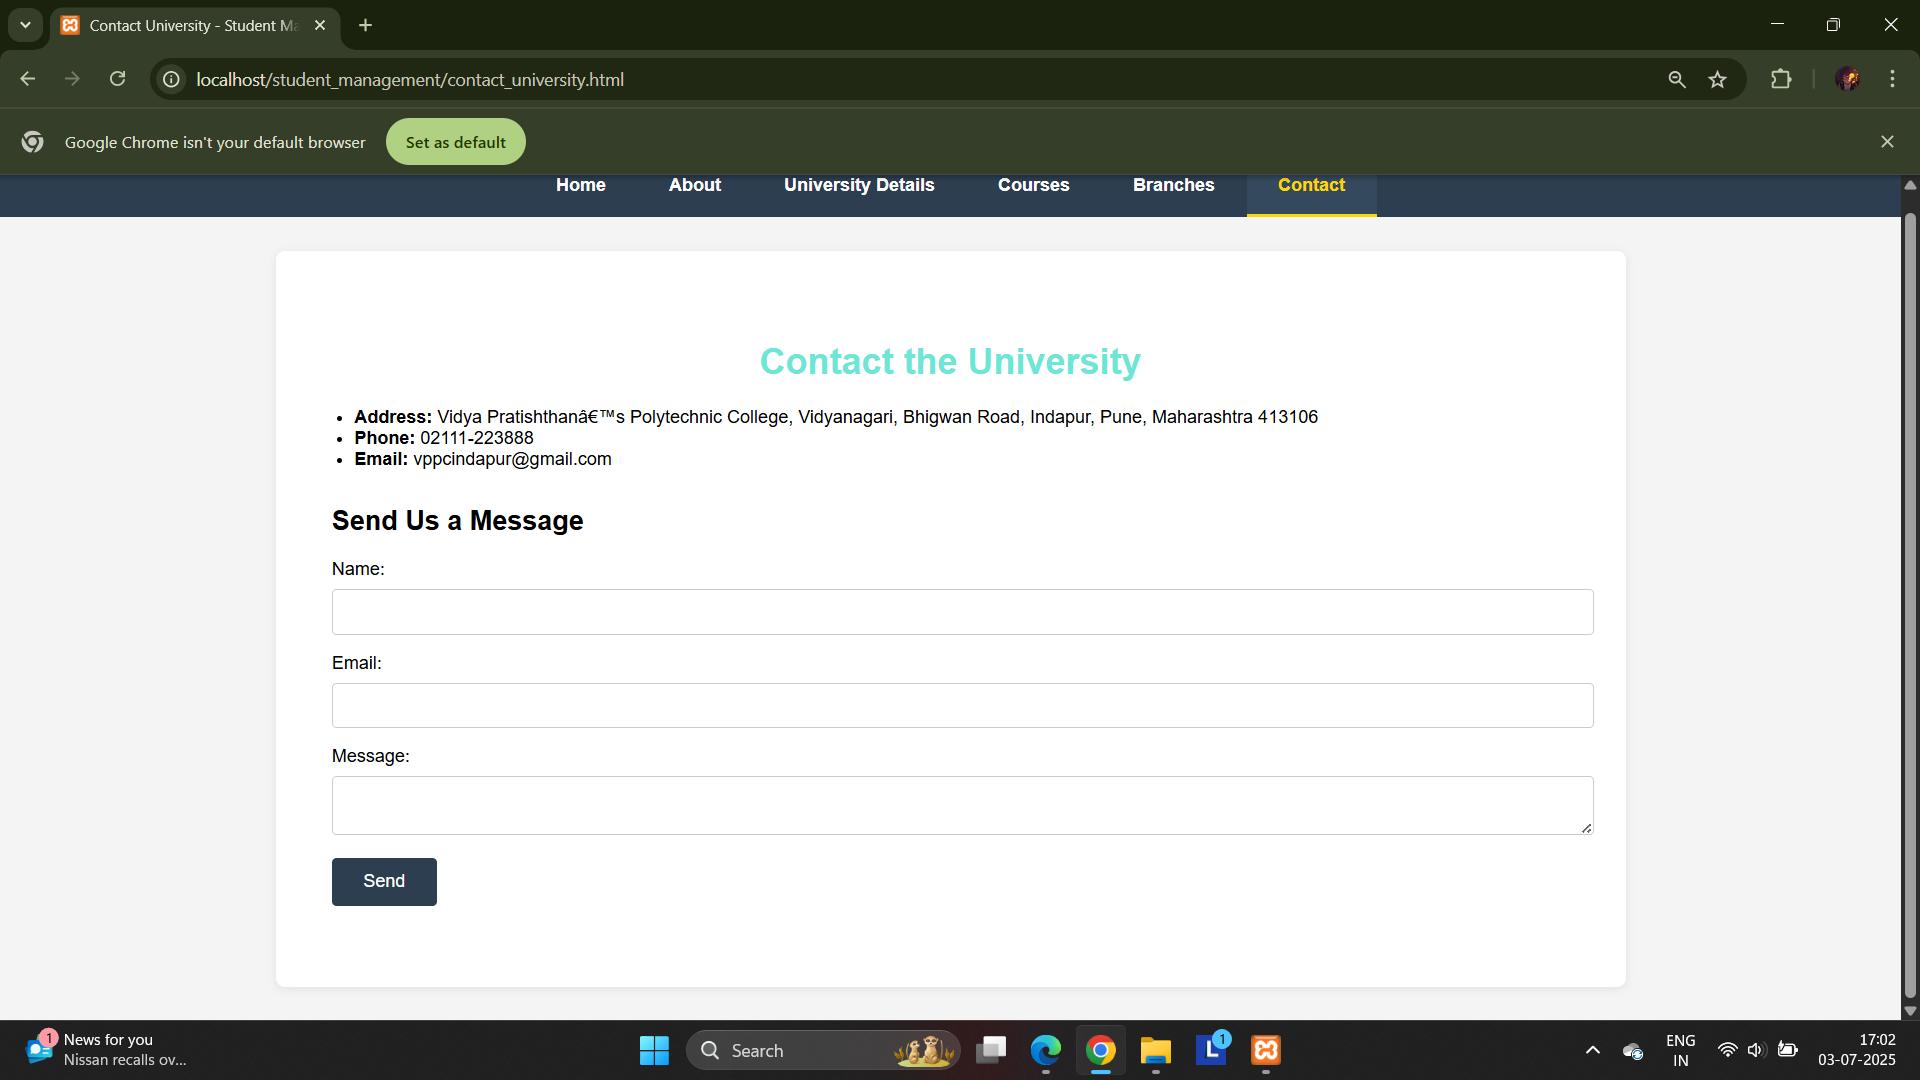 Contact University - Student Ma
localhost/student_management/contact_university.html
Google Chrome isn't your default browser
Set as default
Home
About
University Details
Courses
Branches
Contact
Contact the University
• Address: Vidya Pratishthanâ€™s Polytechnic College, Vidyanagari, Bhigwan Road, Indapur, Pune, Maharashtra 413106
• Phone: 02111-223888
• Email: vppcindapur@gmail.com
Send Us a Message
Name:
Email:
Message:
Send
1
News for you
Nissan recalls ov...
Search
L
1
ENG
IN
17:02
03-07-2025